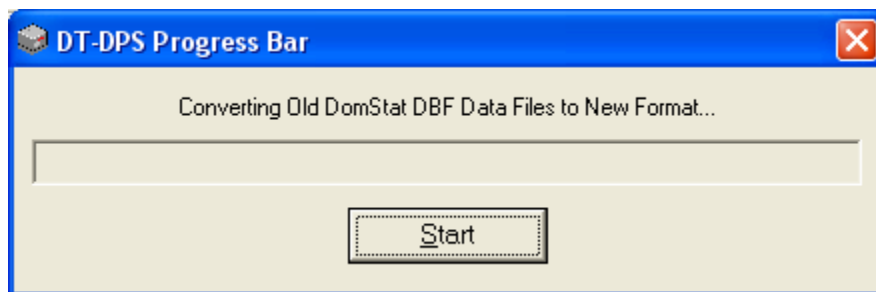 DT-DPS Progress Bar
Converting Old DomStat DBF Data Files to New Format...
Start